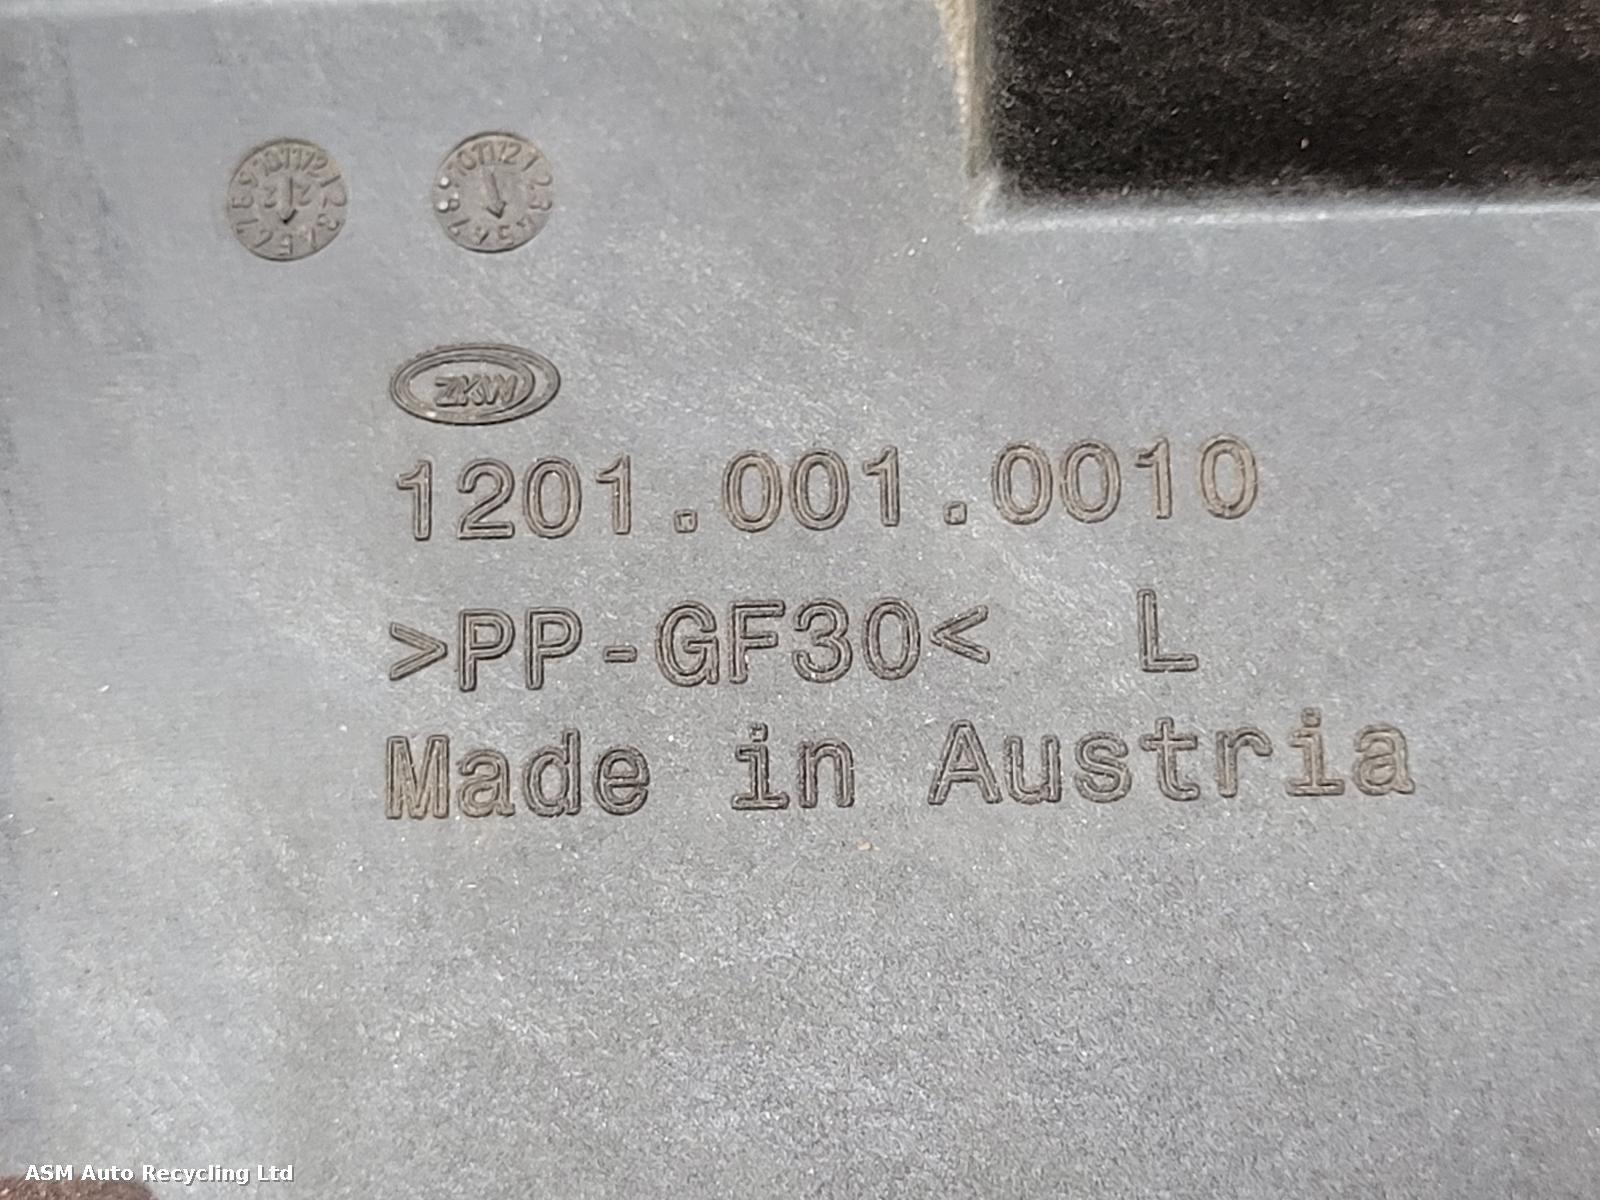 ZKW
1201.001.0010
>PP-GF30< L
Made in Austria
ASM Auto Recycling Ltd